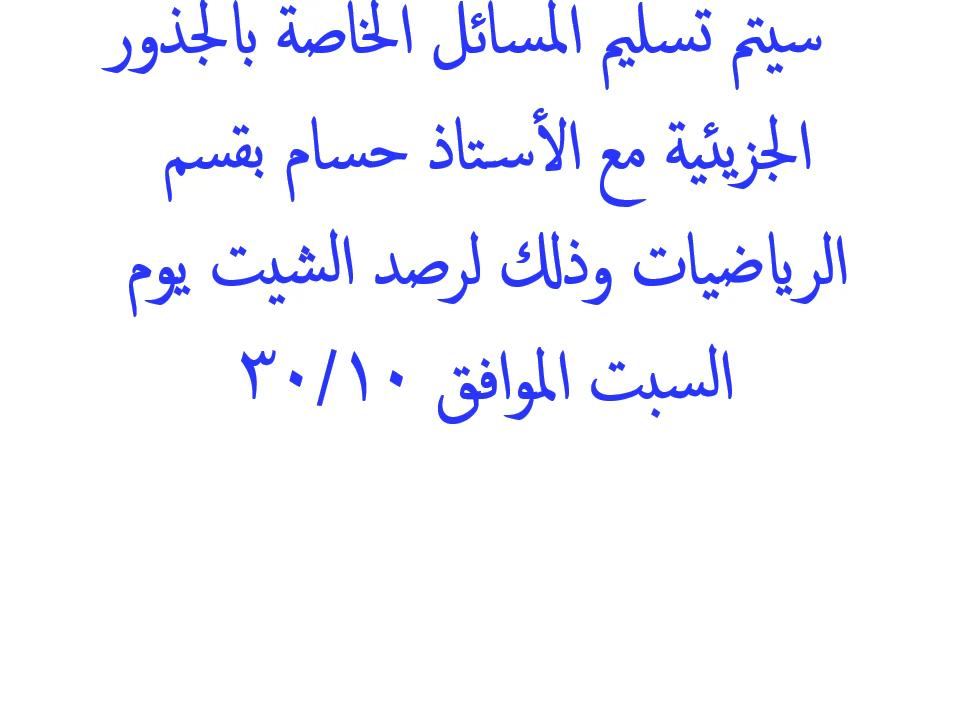 سيتم تسليم المسائل الخاصة بالجذور
الجزيئية مع الأستاذ حسام بقسم
الرياضيات وذلك لرصد الشيت يوم
السبت الموافق ٣٠/١٠